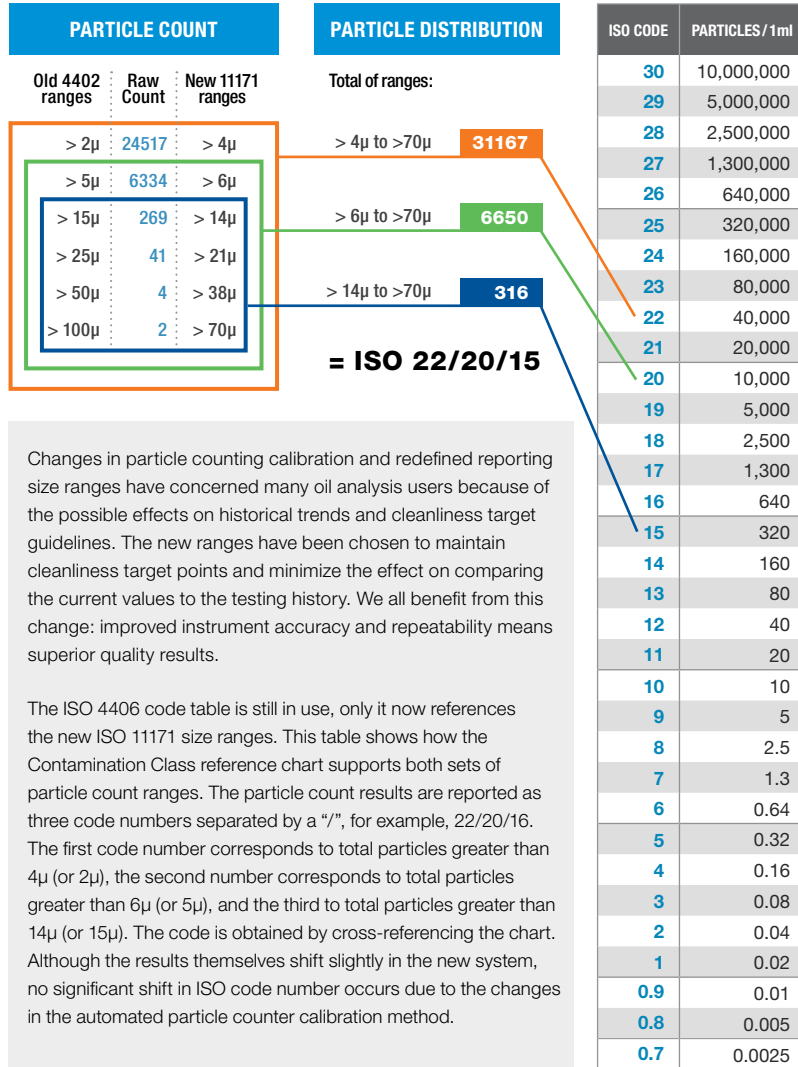 PARTICLE COUNT
Old 4402 ranges Raw Count New 11171 ranges
> 2µ 24517 > 4µ
> 5µ 6334 > 6µ
> 15µ 269 > 14µ
> 25µ 41 > 21µ
> 50µ 4 > 38µ
> 100µ 2 > 70µ
PARTICLE DISTRIBUTION
Total of ranges:
> 4µ to >70µ 31167
> 6µ to >70µ 6650
> 14µ to >70µ 316
= ISO 22/20/15
Changes in particle counting calibration and redefined reporting
size ranges have concerned many oil analysis users because of
the possible effects on historical trends and cleanliness target
guidelines. The new ranges have been chosen to maintain
cleanliness target points and minimize the effect on comparing
the current values to the testing history. We all benefit from this
change: improved instrument accuracy and repeatability means
superior quality results.
The ISO 4406 code table is still in use, only it now references
the new ISO 11171 size ranges. This table shows how the
Contamination Class reference chart supports both sets of
particle count ranges. The particle count results are reported as
three code numbers separated by a “/”, for example, 22/20/16.
The first code number corresponds to total particles greater than
4µ (or 2µ), the second number corresponds to total particles
greater than 6µ (or 5µ), and the third to total particles greater than
14µ (or 15µ). The code is obtained by cross-referencing the chart.
Although the results themselves shift slightly in the new system,
no significant shift in ISO code number occurs due to the changes
in the automated particle counter calibration method.
ISO CODE PARTICLES/1ml
30 10,000,000
29 5,000,000
28 2,500,000
27 1,300,000
26 640,000
25 320,000
24 160,000
23 80,000
22 40,000
21 20,000
20 10,000
19 5,000
18 2,500
17 1,300
16 640
15 320
14 160
13 80
12 40
11 20
10 10
9 5
8 2.5
7 1.3
6 0.64
5 0.32
4 0.16
3 0.08
2 0.04
1 0.02
0.9 0.01
0.8 0.005
0.7 0.0025